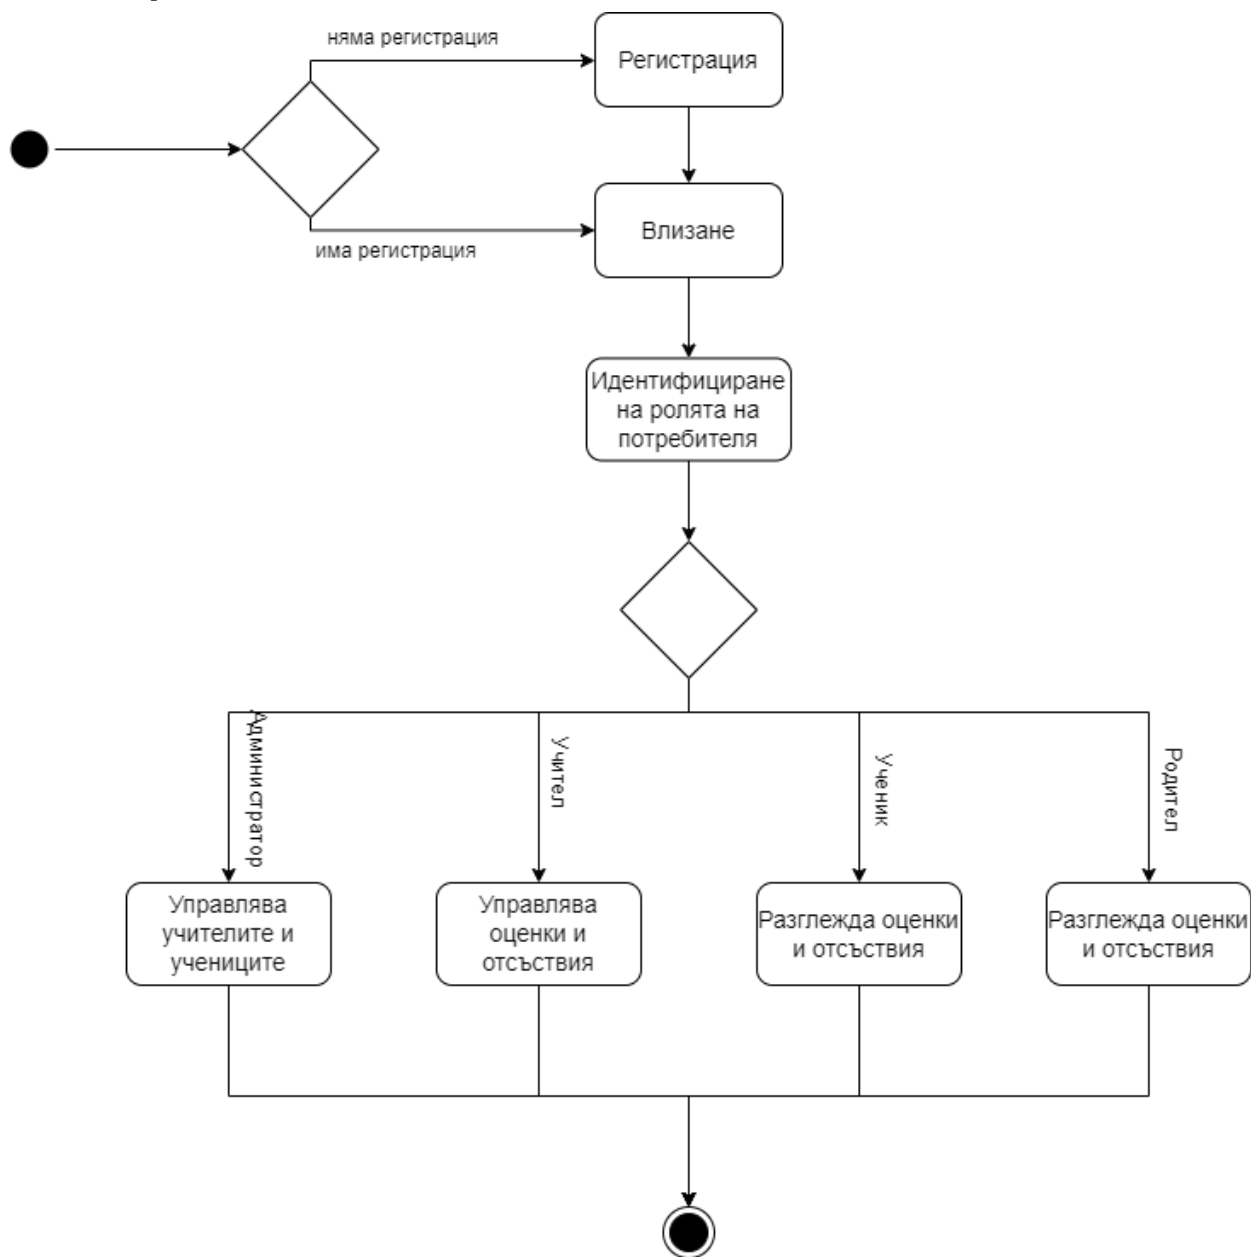 няма регистрация
Регистрация
Влизане
има регистрация
Идентифициране
на ролята на
потребителя
Администратор
Учител
Ученик
Родител
Управлява
учителите и
учениците
Управлява
оценки и
отсъствия
Разглежда оценки
и отсъствия
Разглежда оценки
и отсъствия